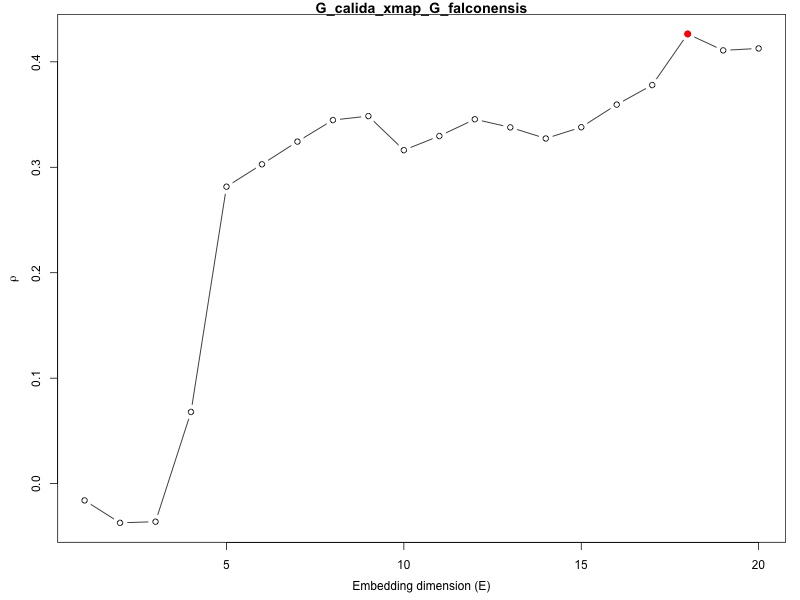 G_calida_xmap_G_falconensis
0.4
0.3
0.2
0.1
0.0
ρ
5 10 15 20
Embedding dimension (E)